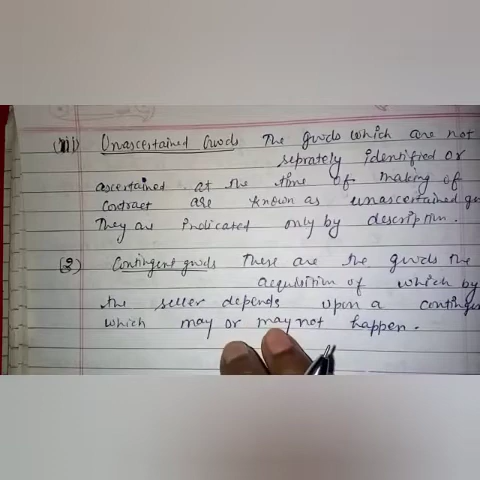 (iii) Unascertained Goods The goods which are not
seprately identified or
ascertained at the time of making of
contract are known as unascertained go
They are indicated only by description.
(2) Contingent goods These are the goods the
acquisition of which by
the seller depends upon a continge
which may or may not happen.